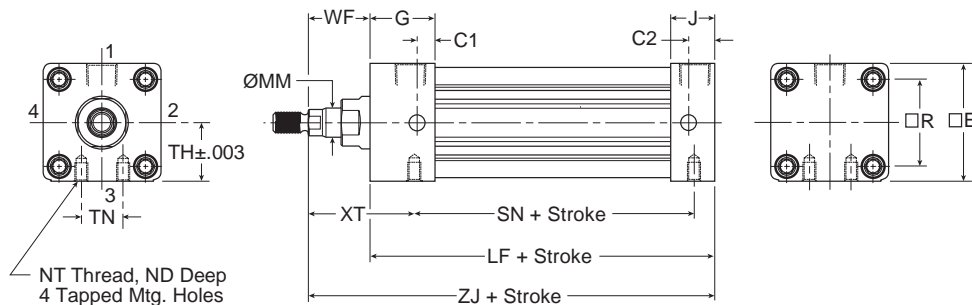 WF
G
J
C1
C2
ØMM
1
4
2
3
TH±.003
TN
□R
□E
XT
SN + Stroke
LF + Stroke
ZJ + Stroke
NT Thread, ND Deep
4 Tapped Mtg. Holes